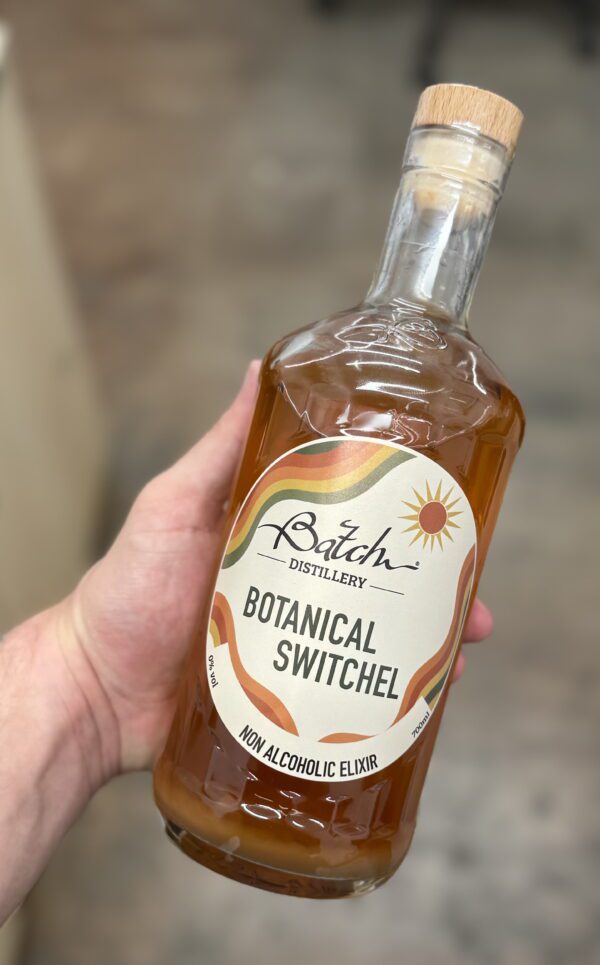 Batch®
DISTILLERY
BOTANICAL
SWITCHEL
0% vol
700ml
NON ALCOHOLIC ELIXIR